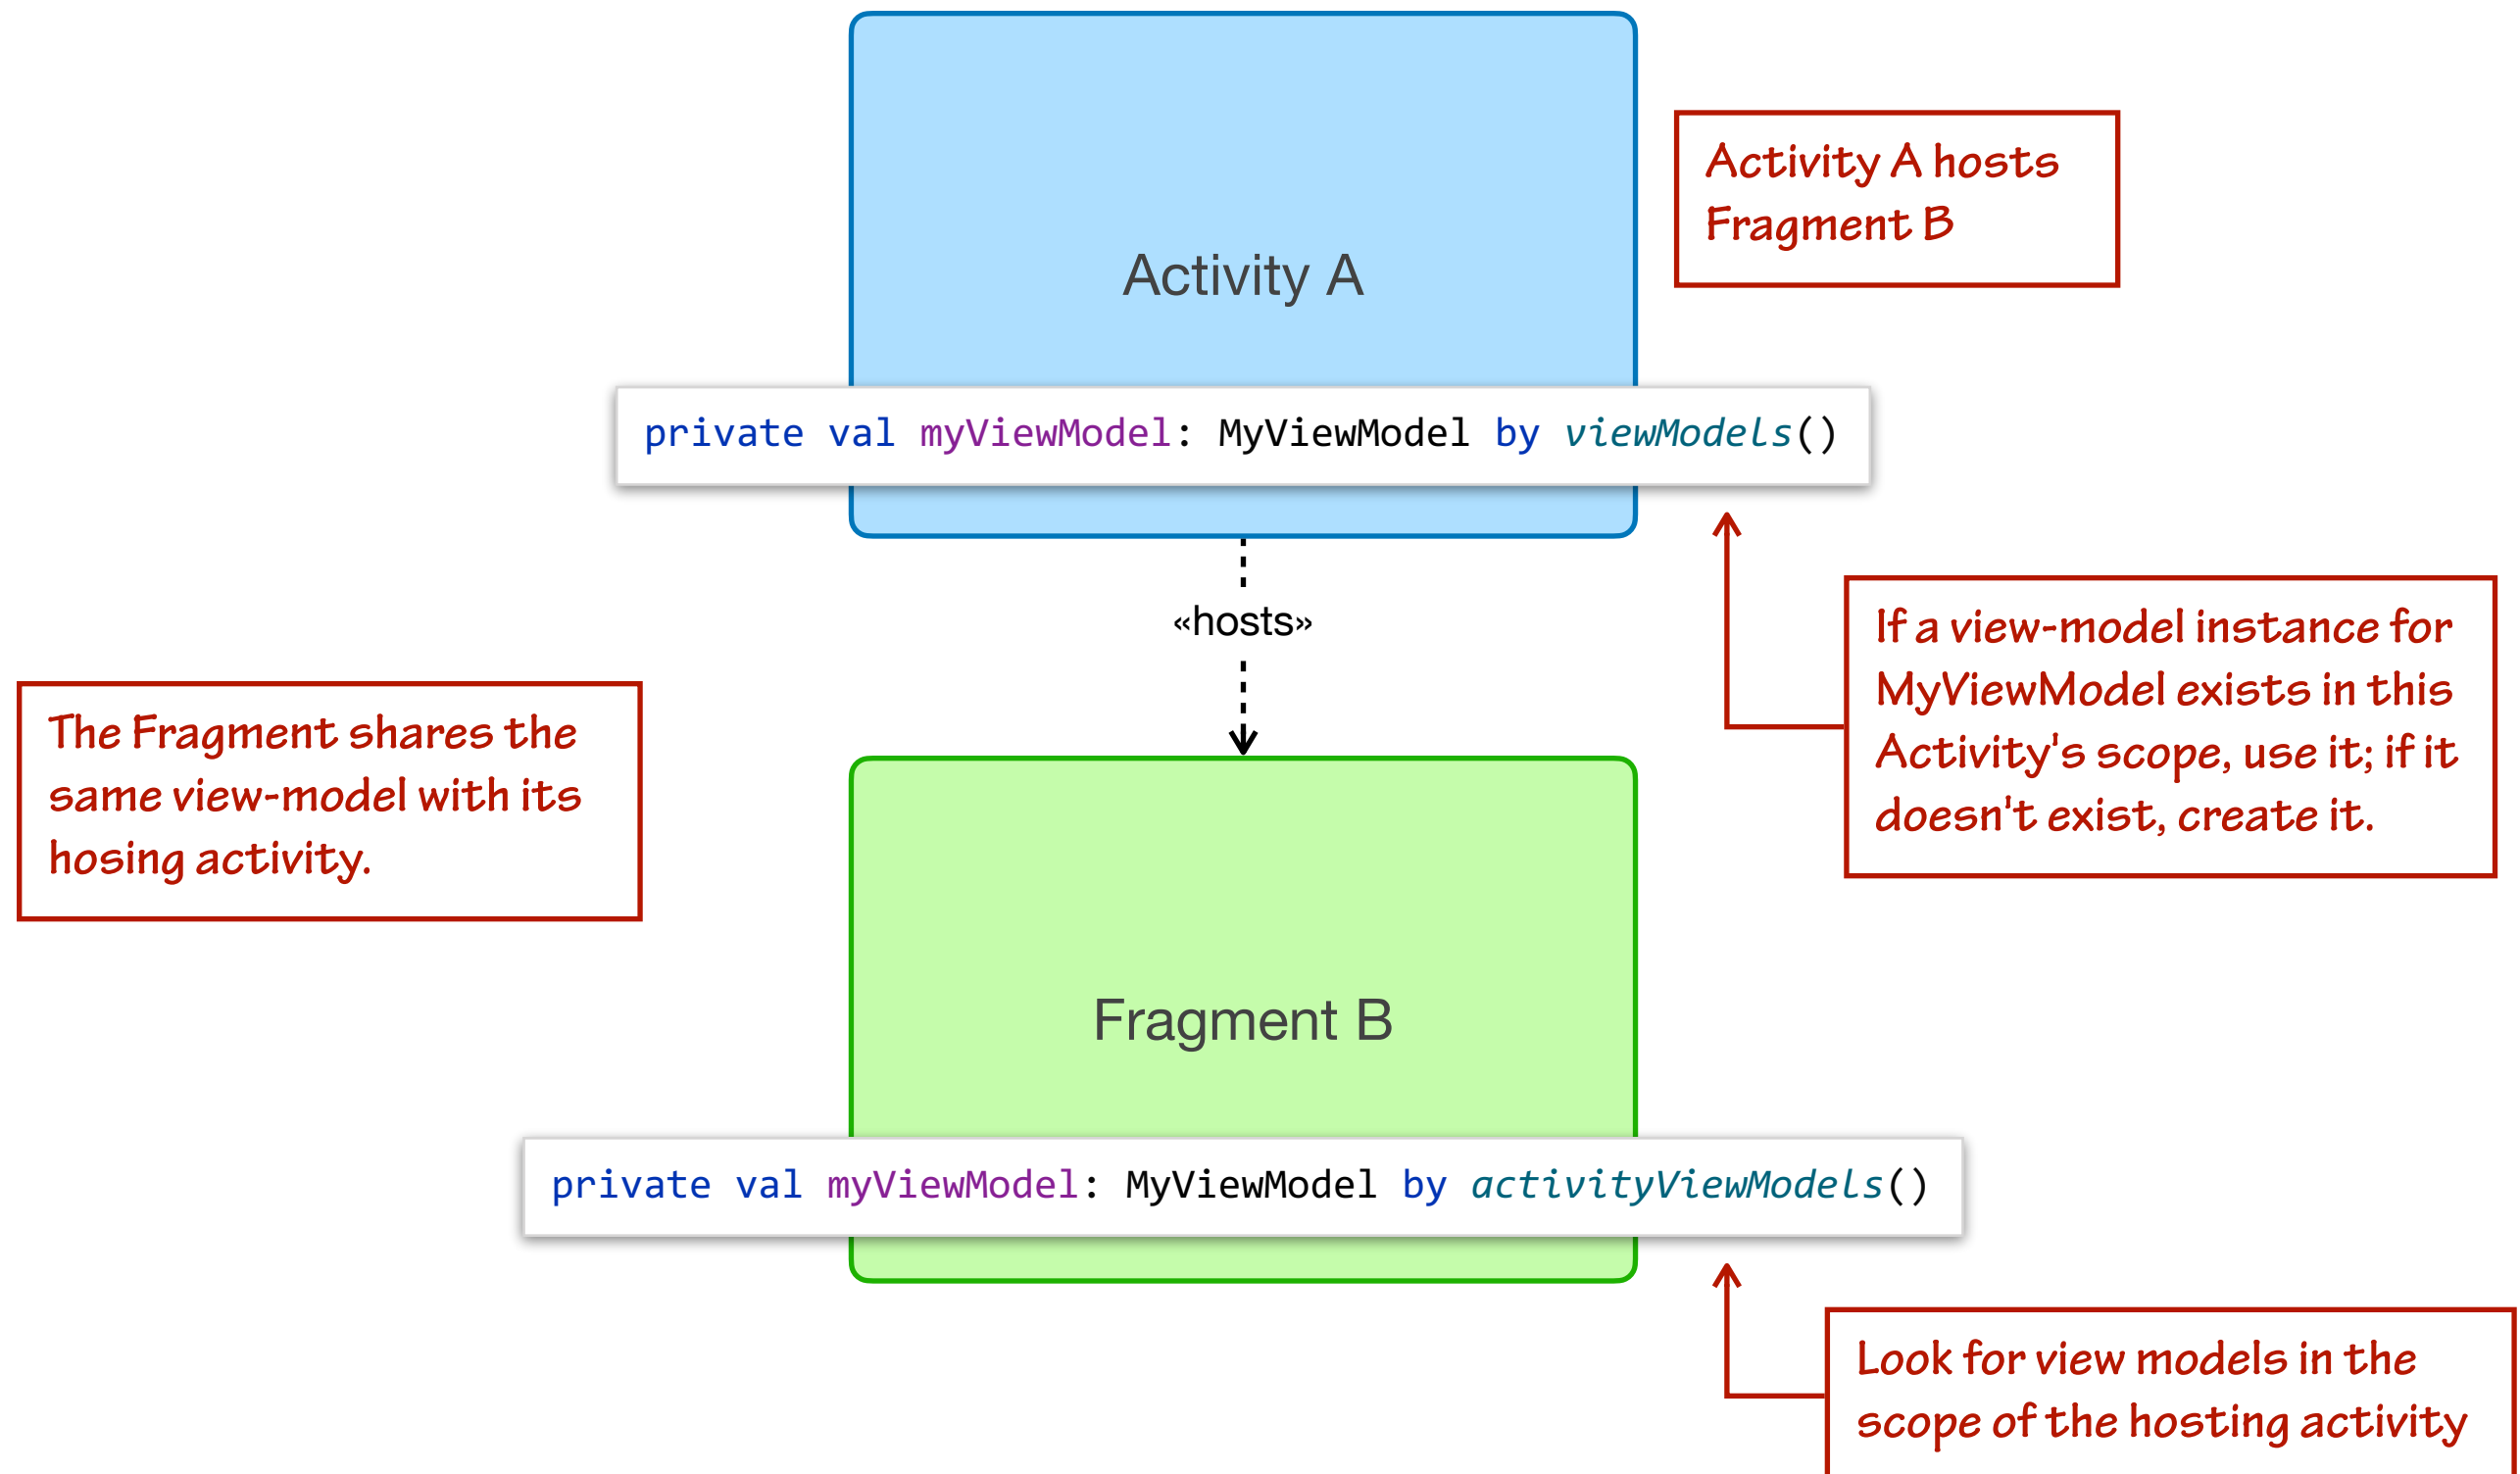 Activity A hosts
Fragment B
Activity A
private val myViewModel: MyViewModel by viewModels()
«hosts»
If a view-model instance for
MyViewModel exists in this
Activity's scope, use it; if it
doesn't exist, create it.
The Fragment shares the
same view-model with its
hosing activity.
Fragment B
private val myViewModel: MyViewModel by activityViewModels()
Look for view models in the
scope of the hosting activity